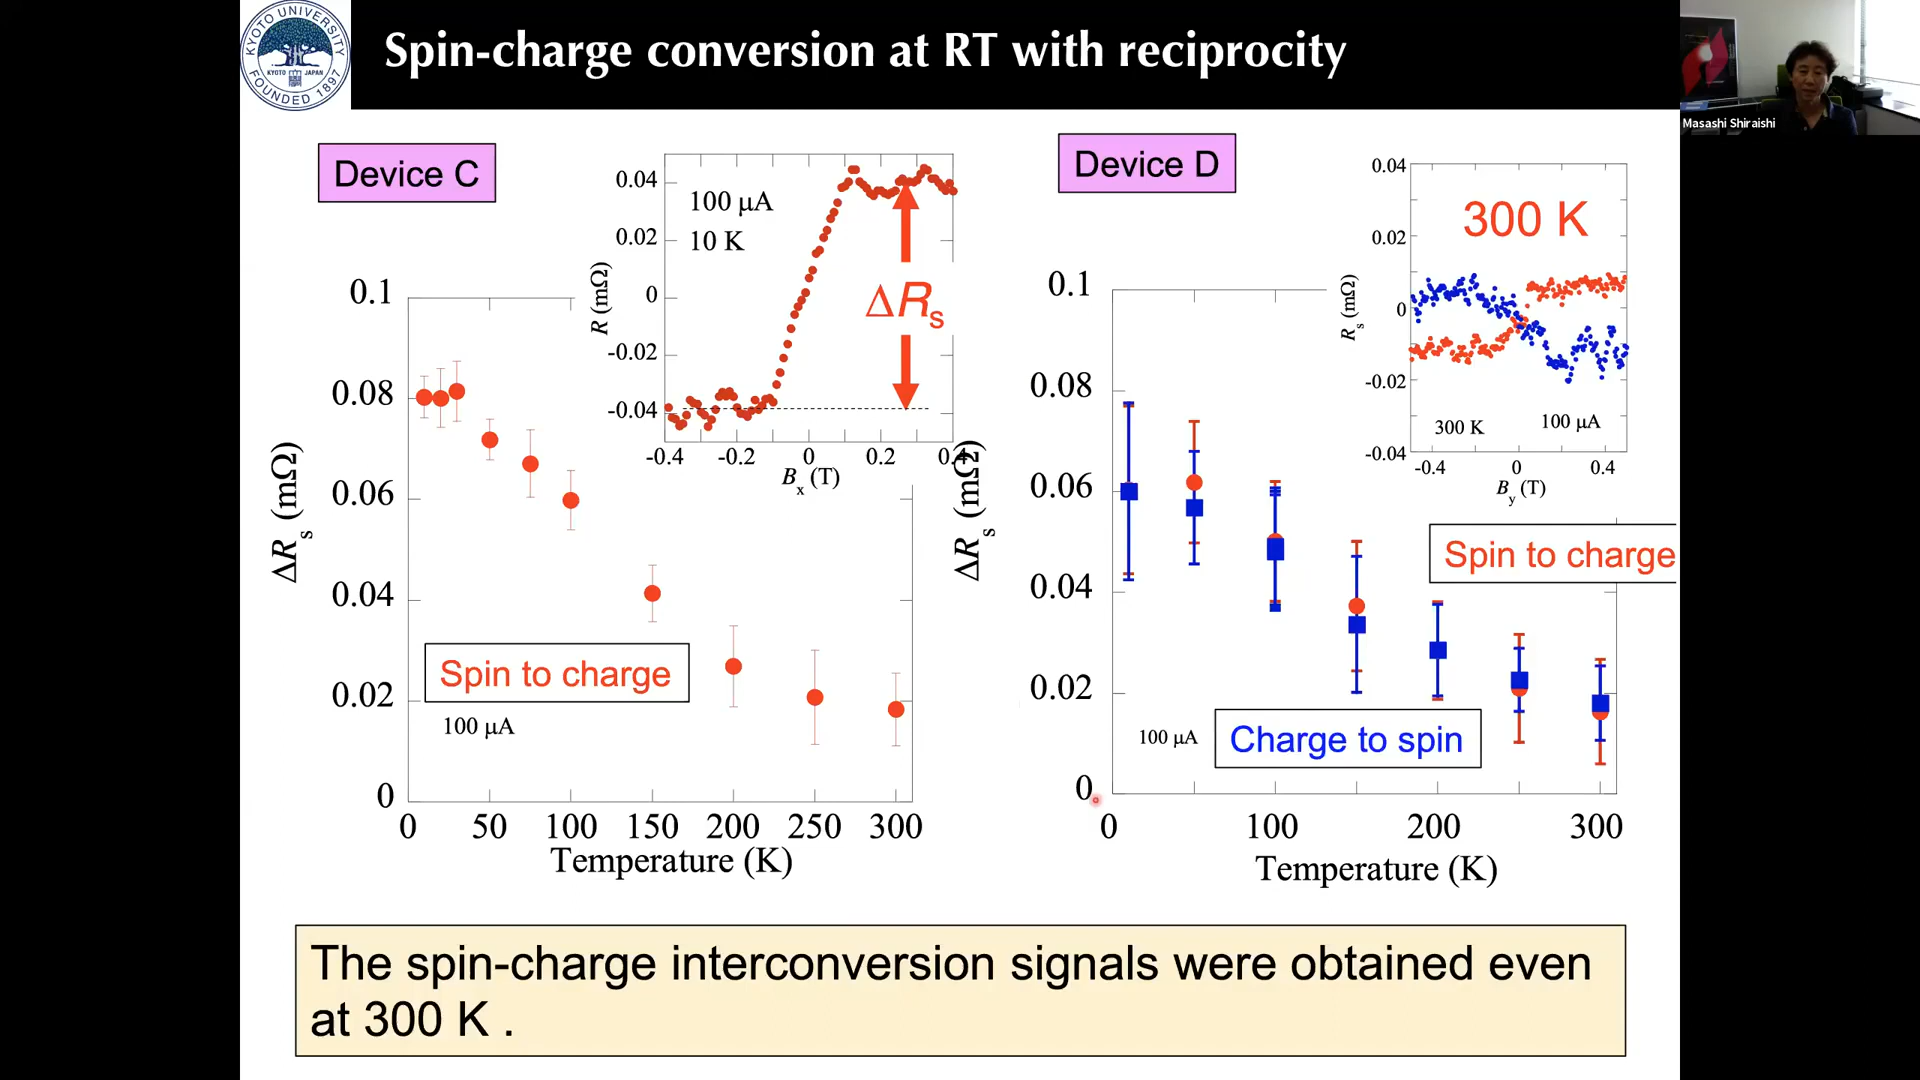 KYOTO UNIVERSITY
KYOTO JAPAN
FOUNDED 1897
Spin-charge conversion at RT with reciprocity
Masashi Shiraishi
Device C
100 μA
10 K
0.04
0.02
0
-0.02
-0.04
R (mΩ)
ΔRs
-0.4 -0.2 0 0.2 0.4
Bx (T)
0.1
0.08
0.06
0.04
0.02
0
ΔRs (mΩ)
Spin to charge
100 μA
0 50 100 150 200 250 300
Temperature (K)
Device D
0.04
0.02
0
-0.02
-0.04
Rs (mΩ)
300 K
300 K 100 μA
-0.4 0 0.4
By (T)
0.1
0.08
0.06
0.04
0.02
0
ΔRs (mΩ)
Spin to charge
100 μA
Charge to spin
0 100 200 300
Temperature (K)
The spin-charge interconversion signals were obtained even
at 300 K .